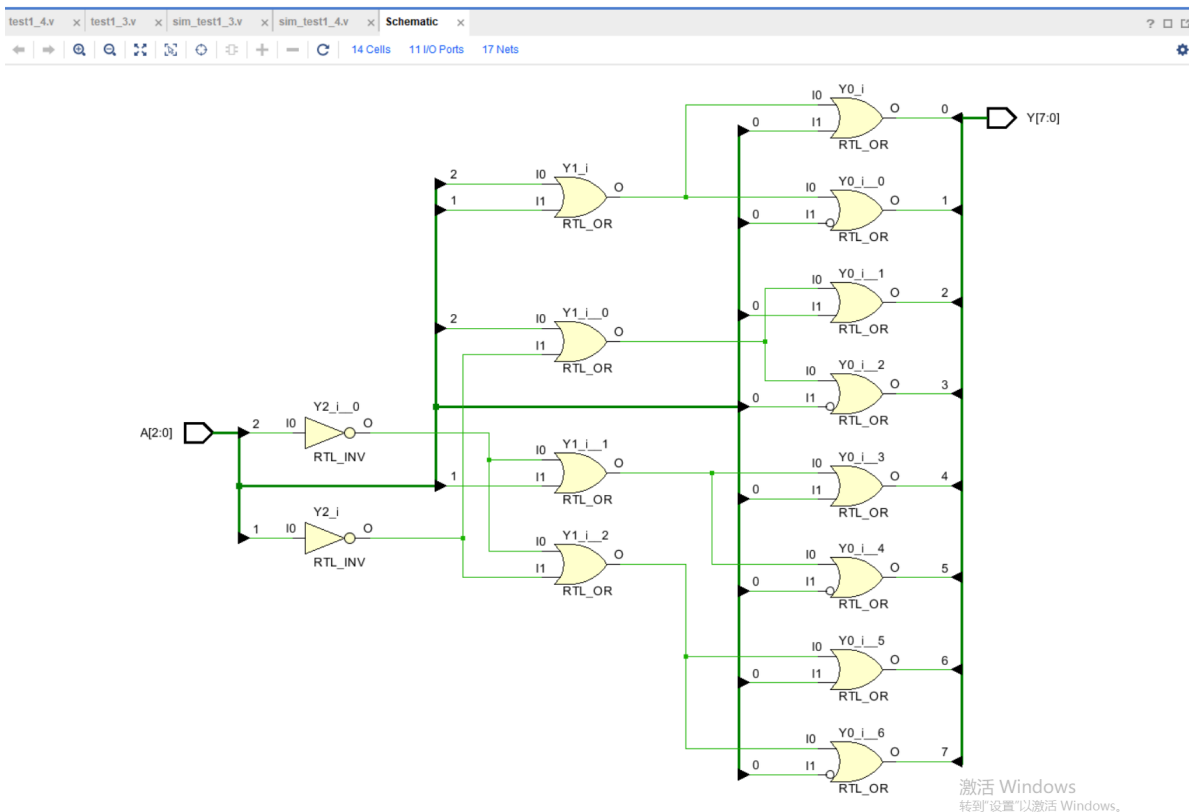 test1_4.v × test1_3.v × sim_test1_3.v × sim_test1_4.v × Schematic × ?
14 Cells 11 I/O Ports 17 Nets
Y0_i
I0 O 0 Y[7:0]
0 I1
RTL_OR
Y1_i
2 I0 O
1 I1
RTL_OR
Y0_i__0
I0 O 1
0 I1
RTL_OR
Y0_i__1
I0 O 2
0 I1
RTL_OR
Y1_i__0
2 I0 O
I1
RTL_OR
Y0_i__2
I0 O 3
0 I1
RTL_OR
A[2:0]
Y2_i__0
2 I0 O
RTL_INV
Y1_i__1
I0 O
1 I1
RTL_OR
Y0_i__3
I0 O 4
0 I1
RTL_OR
Y2_i
1 I0 O
RTL_INV
Y1_i__2
I0 O
I1
RTL_OR
Y0_i__4
I0 O 5
0 I1
RTL_OR
Y0_i__5
I0 O 6
0 I1
RTL_OR
Y0_i__6
I0 O 7
0 I1
RTL_OR
激活 Windows
转到"设置"以激活 Windows。